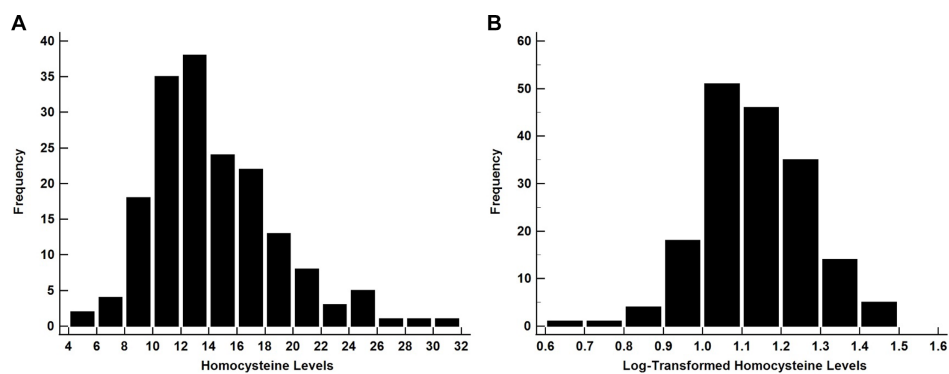 A
Frequency
40
35
30
25
20
15
10
5
0
4 6 8 10 12 14 16 18 20 22 24 26 28 30 32
Homocysteine Levels
B
Frequency
60
50
40
30
20
10
0
0.6 0.7 0.8 0.9 1.0 1.1 1.2 1.3 1.4 1.5 1.6
Log-Transformed Homocysteine Levels